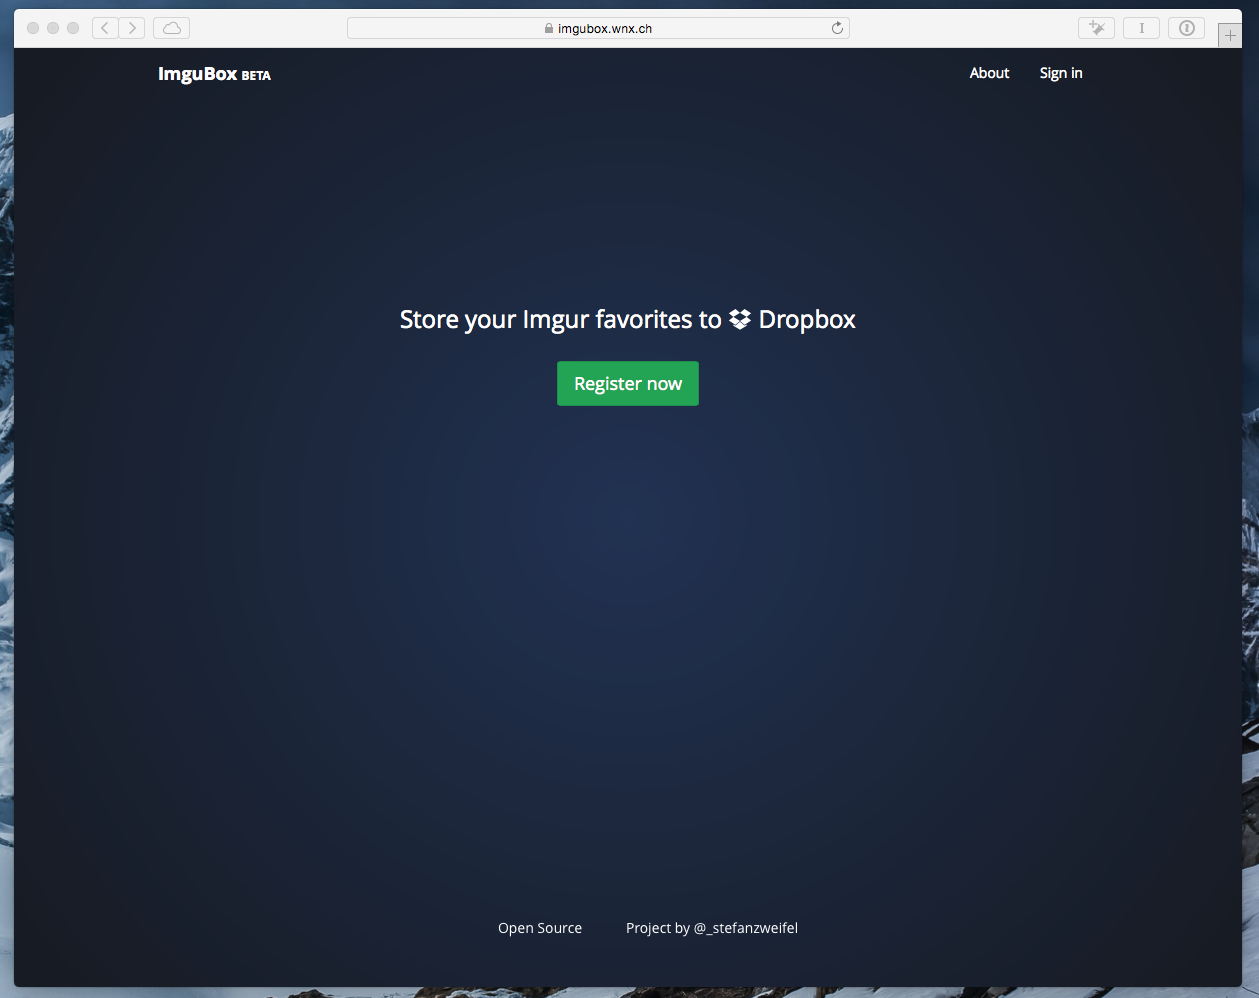 imgubox.wnx.ch
ImguBox BETA
About
Sign in
Store your Imgur favorites to Dropbox
Register now
Open Source
Project by @_stefanzweifel